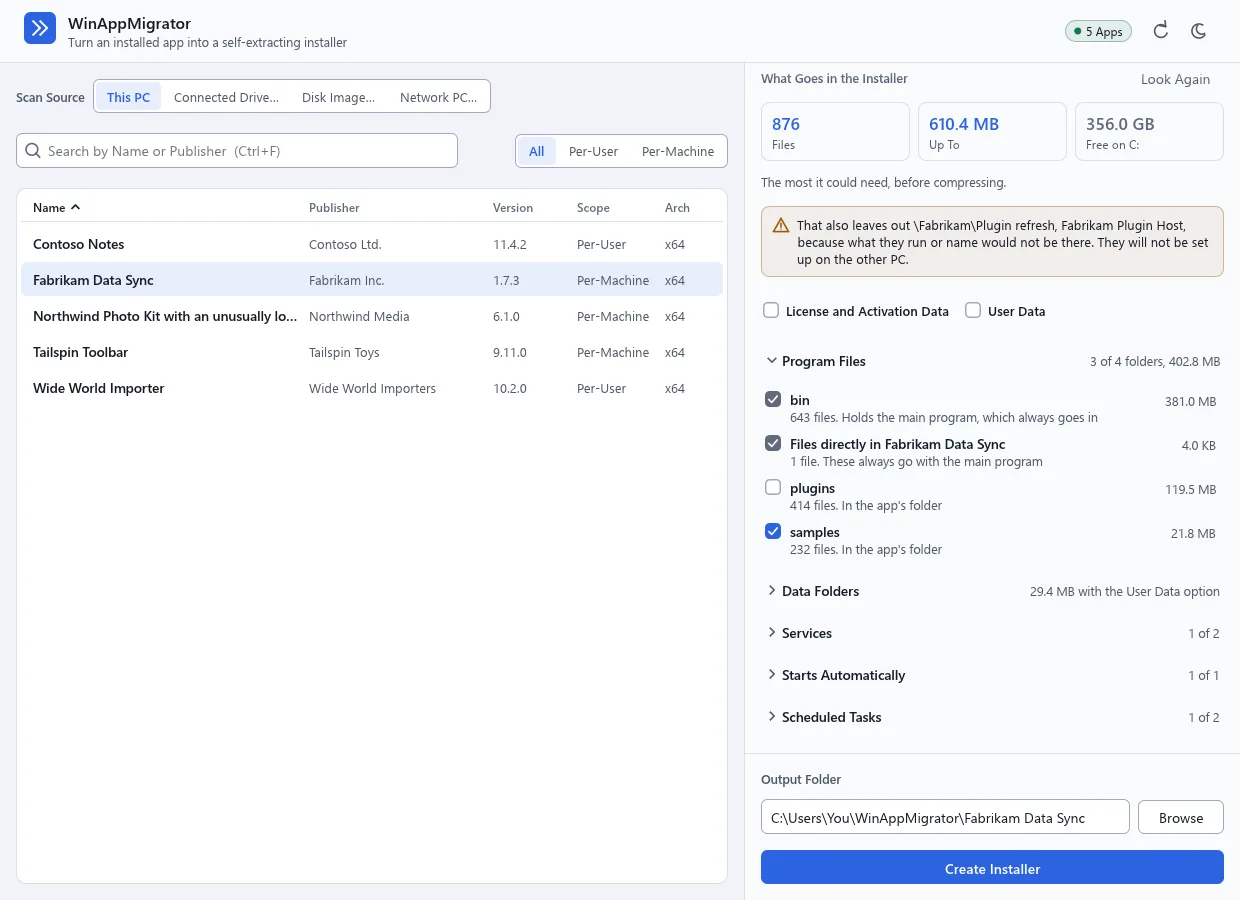 WinAppMigrator
Turn an installed app into a self-extracting installer
5 Apps
Scan Source
This PC
Connected Drive...
Disk Image...
Network PC...
Search by Name or Publisher (Ctrl+F)
All
Per-User
Per-Machine
Name
Publisher
Version
Scope
Arch
Contoso Notes
Contoso Ltd.
11.4.2
Per-User
x64
Fabrikam Data Sync
Fabrikam Inc.
1.7.3
Per-Machine
x64
Northwind Photo Kit with an unusually lo...
Northwind Media
6.1.0
Per-Machine
x64
Tailspin Toolbar
Tailspin Toys
9.11.0
Per-Machine
x64
Wide World Importer
Wide World Importers
10.2.0
Per-User
x64
What Goes in the Installer
Look Again
876
Files
610.4 MB
Up To
356.0 GB
Free on C:
The most it could need, before compressing.
That also leaves out \Fabrikam\Plugin refresh, Fabrikam Plugin Host,
because what they run or name would not be there. They will not be set
up on the other PC.
License and Activation Data
User Data
Program Files
3 of 4 folders, 402.8 MB
bin
381.0 MB
643 files. Holds the main program, which always goes in
Files directly in Fabrikam Data Sync
4.0 KB
1 file. These always go with the main program
plugins
119.5 MB
414 files. In the app's folder
samples
21.8 MB
232 files. In the app's folder
Data Folders
29.4 MB with the User Data option
Services
1 of 2
Starts Automatically
1 of 1
Scheduled Tasks
1 of 2
Output Folder
C:\Users\You\WinAppMigrator\Fabrikam Data Sync
Browse
Create Installer